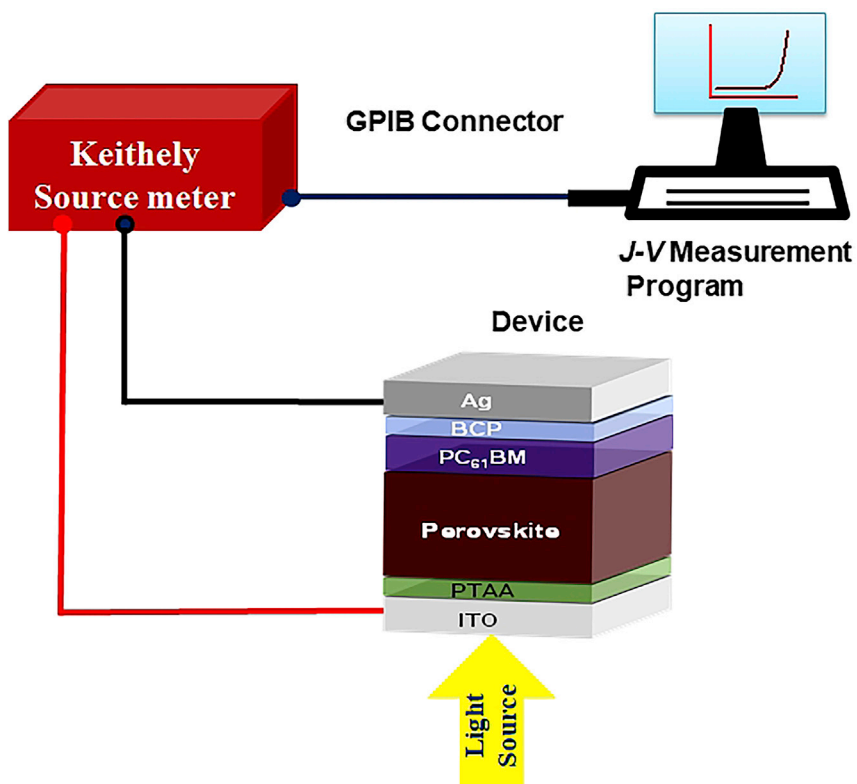 Keithely
Source meter
GPIB Connector
J-V Measurement
Program
Device
Ag
BCP
PC₆₁BM
Perovskite
PTAA
ITO
Light
Source